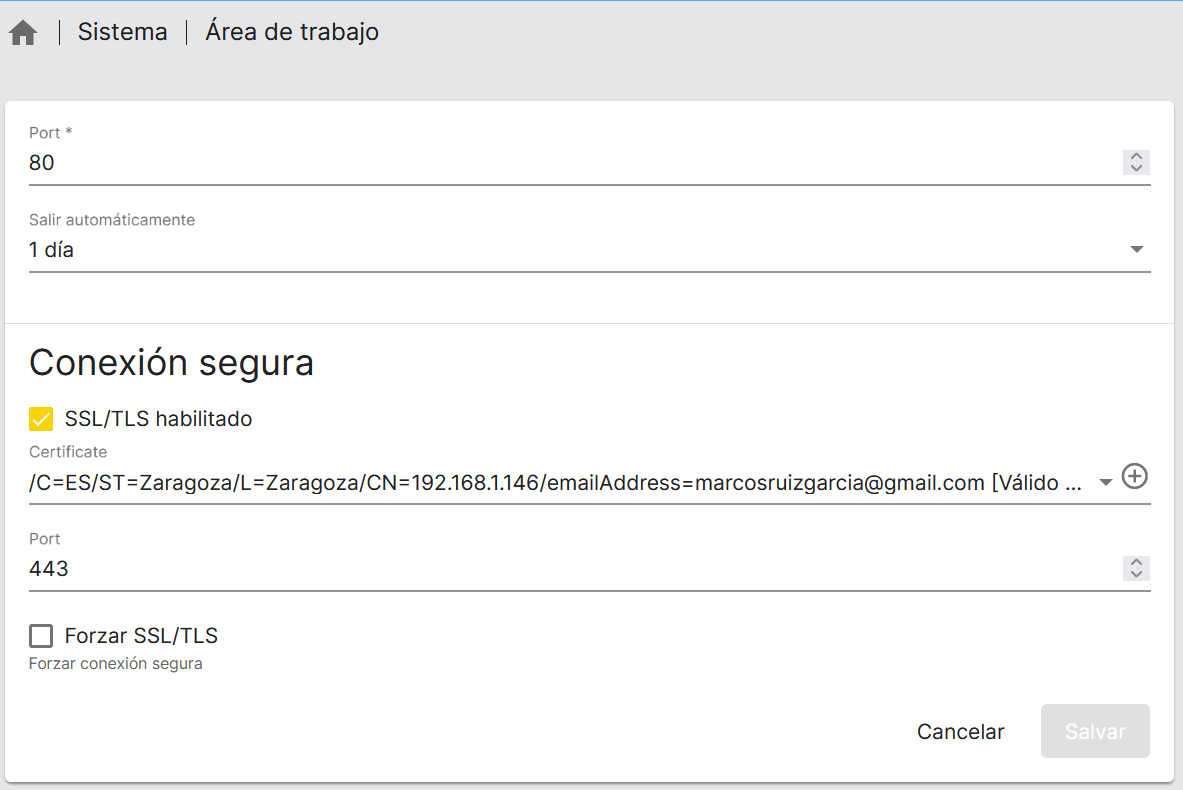 Sistema | Área de trabajo
Port *
80
Salir automáticamente
1 día
Conexión segura
SSL/TLS habilitado
Certificate
/C=ES/ST=Zaragoza/L=Zaragoza/CN=192.168.1.146/emailAddress=marcosruizgarcia@gmail.com [Válido ...
Port
443
Forzar SSL/TLS
Forzar conexión segura
Cancelar
Salvar